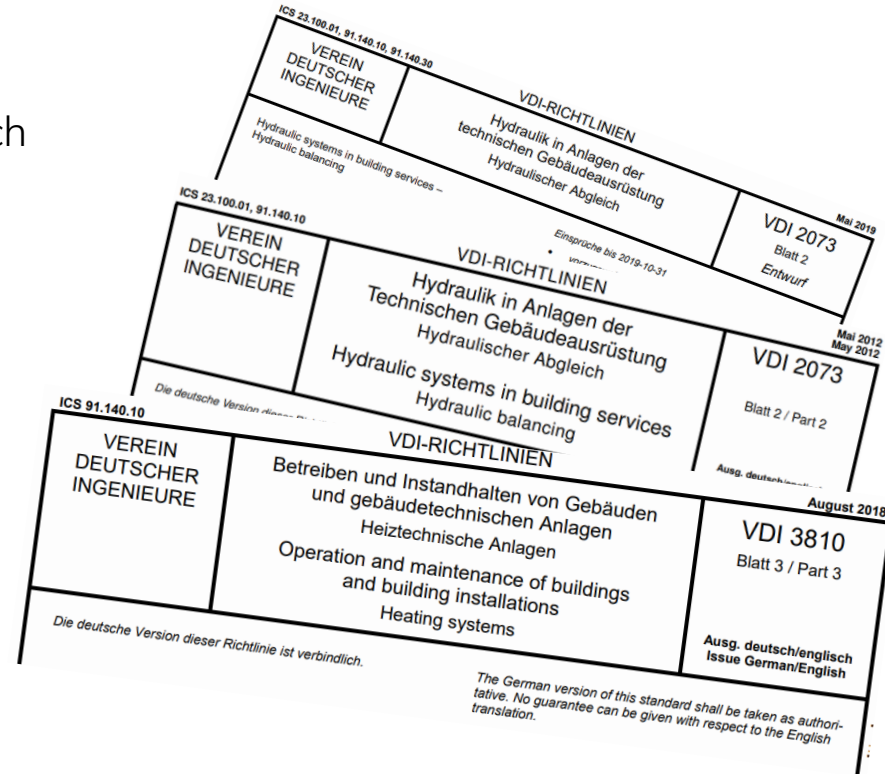 ch
ICS 23.100.01, 91.140.10, 91.140.30
VEREIN
DEUTSCHER
INGENIEURE
VDI-RICHTLINIEN
Hydraulik in Anlagen der
technischen Gebäudeausrüstung
Hydraulischer Abgleich
Mai 2019
VDI 2073
Blatt 2
Entwurf
Hydraulic systems in building services –
Hydraulic balancing
Einsprüche bis 2019-10-31
ICS 23.100.01, 91.140.10
VEREIN
DEUTSCHER
INGENIEURE
VDI-RICHTLINIEN
Hydraulik in Anlagen der
Technischen Gebäudeausrüstung
Hydraulischer Abgleich
Hydraulic systems in building services
Hydraulic balancing
Mai 2012
May 2012
VDI 2073
Blatt 2 / Part 2
Ausg. deutsch/englisch
Die deutsche Version dieser
ICS 91.140.10
VEREIN
DEUTSCHER
INGENIEURE
VDI-RICHTLINIEN
Betreiben und Instandhalten von Gebäuden
und gebäudetechnischen Anlagen
Heiztechnische Anlagen
Operation and maintenance of buildings
and building installations
Heating systems
August 2018
VDI 3810
Blatt 3 / Part 3
Ausg. deutsch/englisch
Issue German/English
Die deutsche Version dieser Richtlinie ist verbindlich.
The German version of this standard shall be taken as authori-
tative. No guarantee can be given with respect to the English
translation.